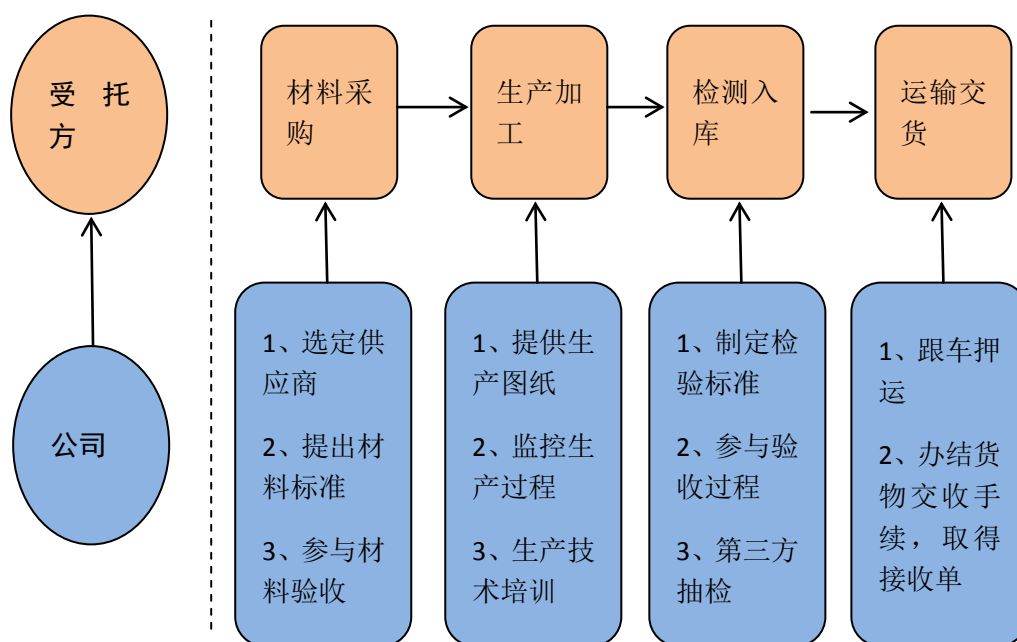 受 托
方
材料采
购
生产加
工
检测入
库
运输交
货
公司
1、选定供
应商
2、提出材
料标准
3、参与材
料验收
1、提供生
产图纸
2、监控生
产过程
3、生产技
术培训
1、制定检
验标准
2、参与验
收过程
3、第三方
抽检
1、跟车押
运
2、办结货
物交收手
续，取得
接收单